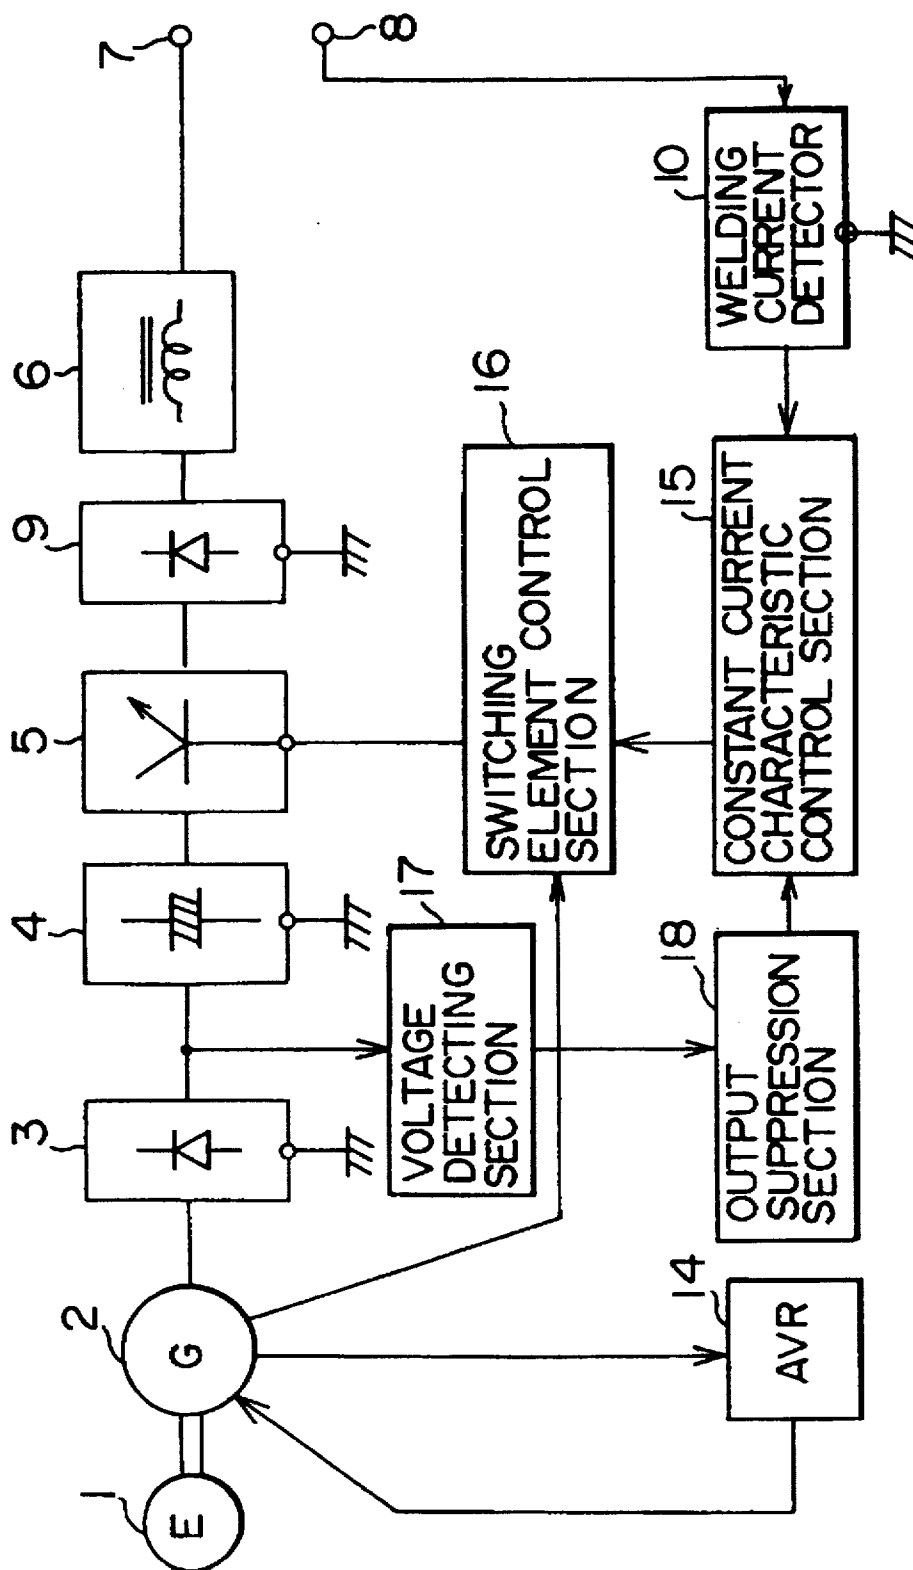 1
E
2
G
3
4
5
9
6
7
8
17
VOLTAGE
DETECTING
SECTION
16
SWITCHING
ELEMENT CONTROL
SECTION
10
WELDING
CURRENT
DETECTOR
14
AVR
18
OUTPUT
SUPPRESSION
SECTION
15
CONSTANT CURRENT
CHARACTERISTIC
CONTROL SECTION